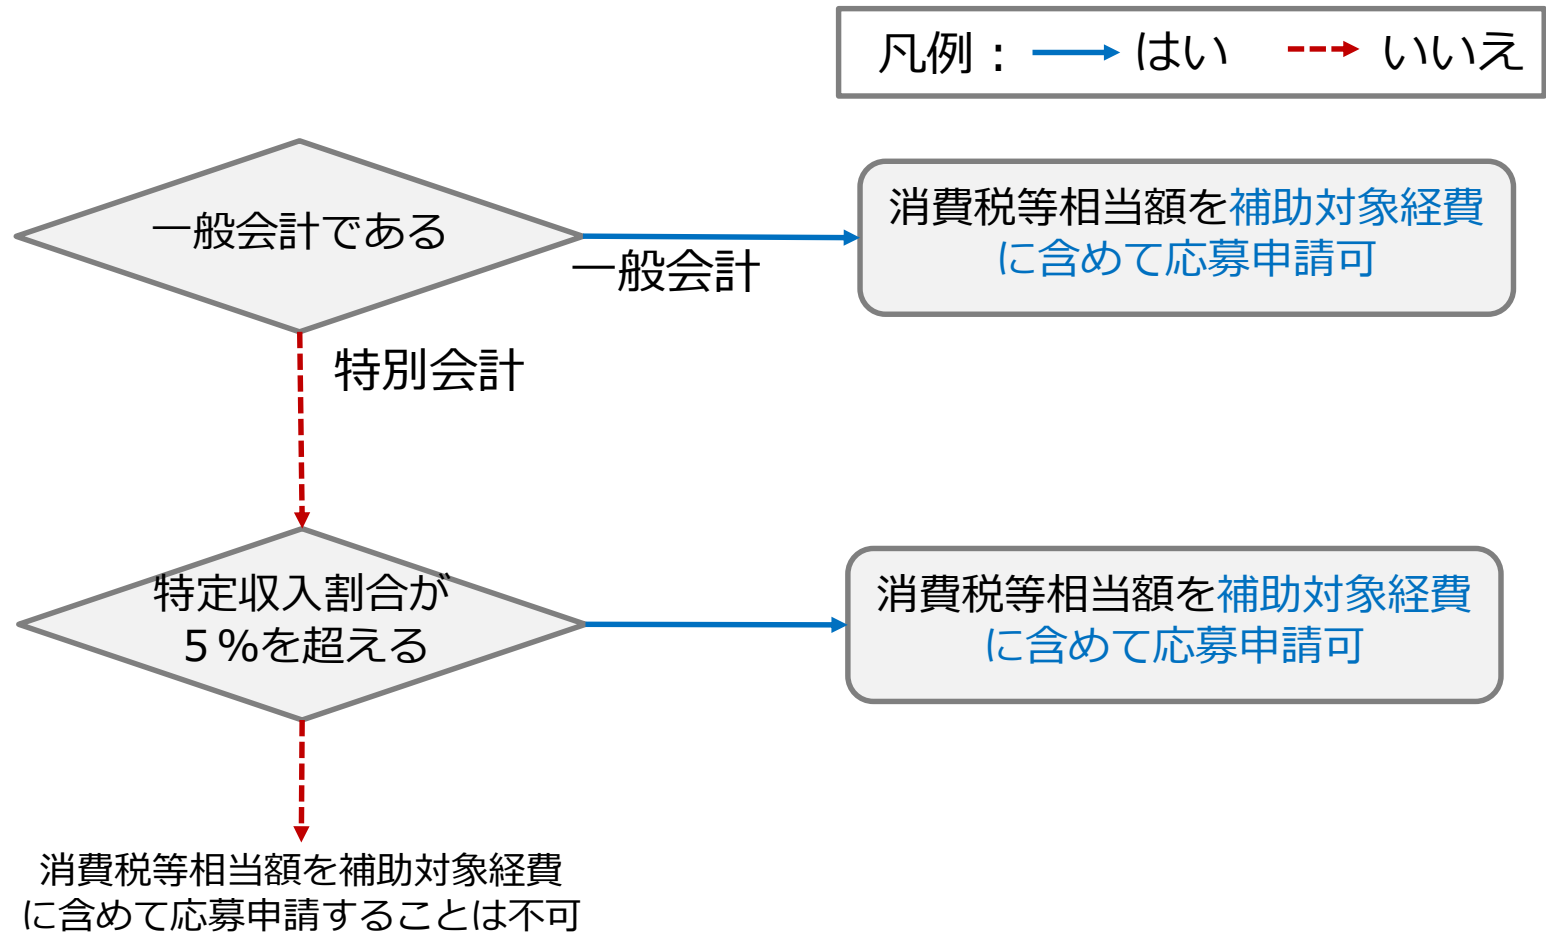 凡例： はい いいえ
一般会計である
一般会計
消費税等相当額を補助対象経費
に含めて応募申請可
特別会計
特定収入割合が
５％を超える
消費税等相当額を補助対象経費
に含めて応募申請可
消費税等相当額を補助対象経費
に含めて応募申請することは不可